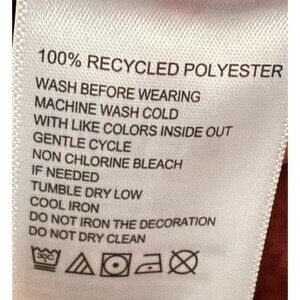 100% RECYCLED POLYESTER
WASH BEFORE WEARING
MACHINE WASH COLD
WITH LIKE COLORS INSIDE OUT
GENTLE CYCLE
NON CHLORINE BLEACH
IF NEEDED
TUMBLE DRY LOW
COOL IRON
DO NOT IRON THE DECORATION
DO NOT DRY CLEAN
30C